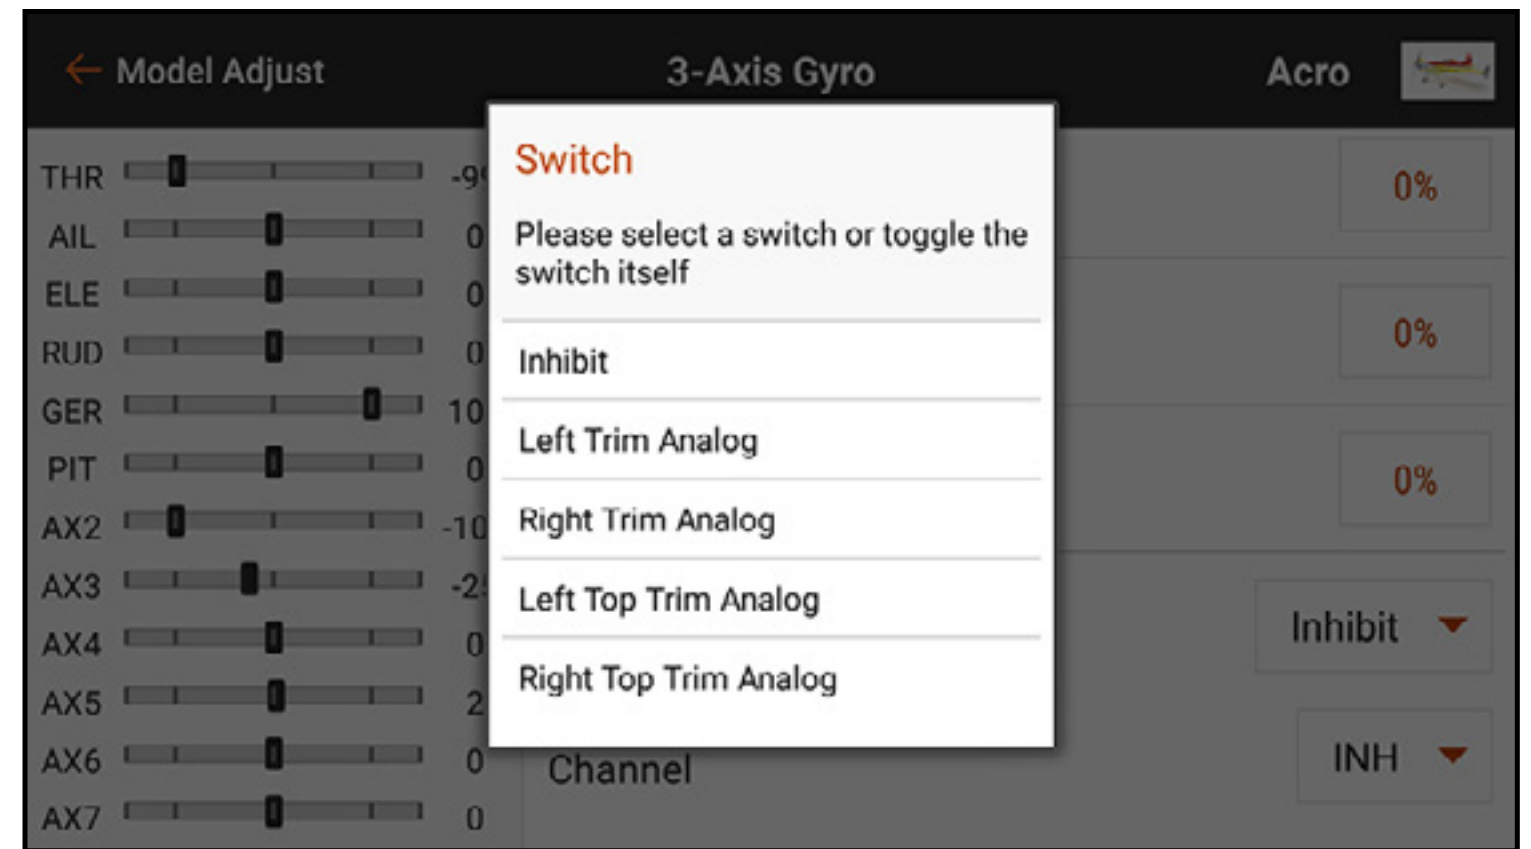 Model Adjust 3-Axis Gyro Acro
Switch
Please select a switch or toggle the
switch itself
Inhibit
Left Trim Analog
Right Trim Analog
Left Top Trim Analog
Right Top Trim Analog
THR
AIL 0
ELE 0
RUD 0
GER
PIT 0
AX2
AX3
AX4 0
AX5 2
AX6 0
AX7 0
0%
0%
0%
Inhibit
Channel INH